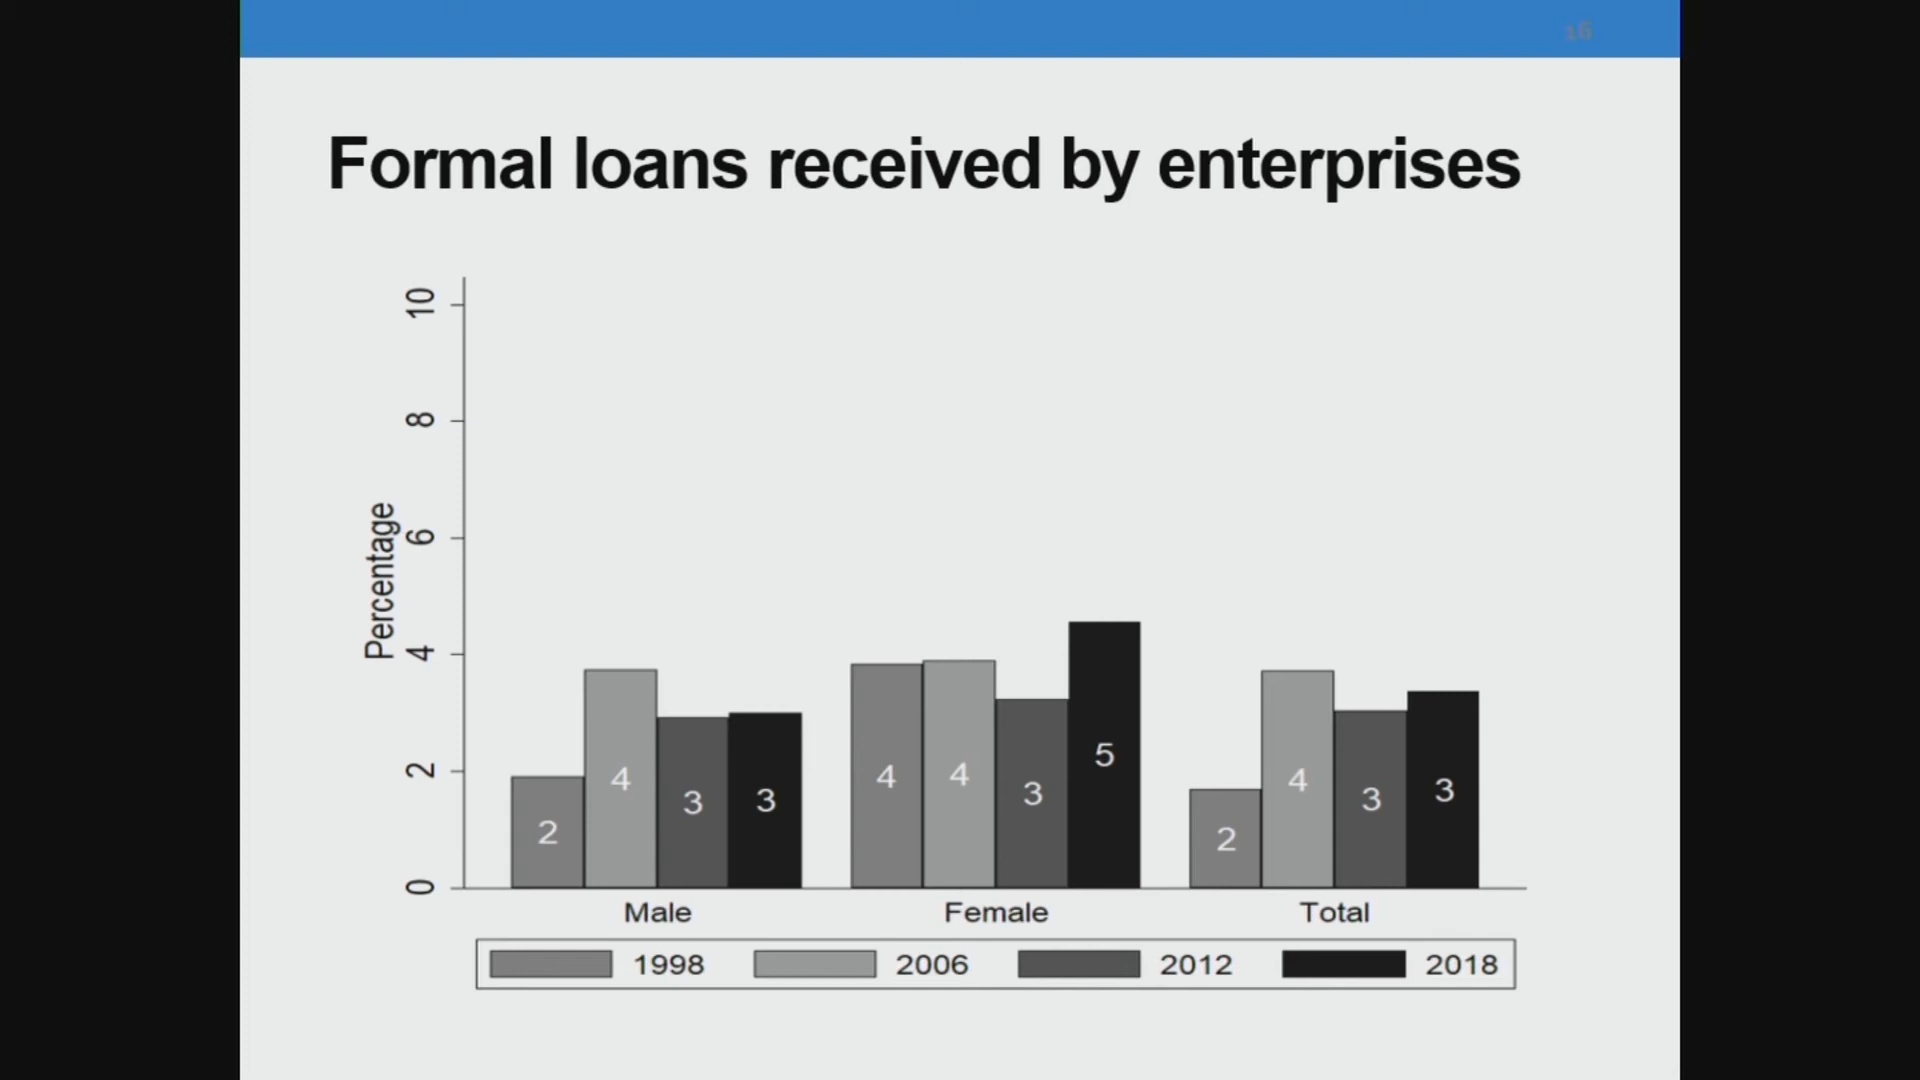 16
Formal loans received by enterprises
Percentage
10
8
6
4
2
0
2 4 3 3 4 4 3 5 2 4 3 3
Male Female Total
1998 2006 2012 2018